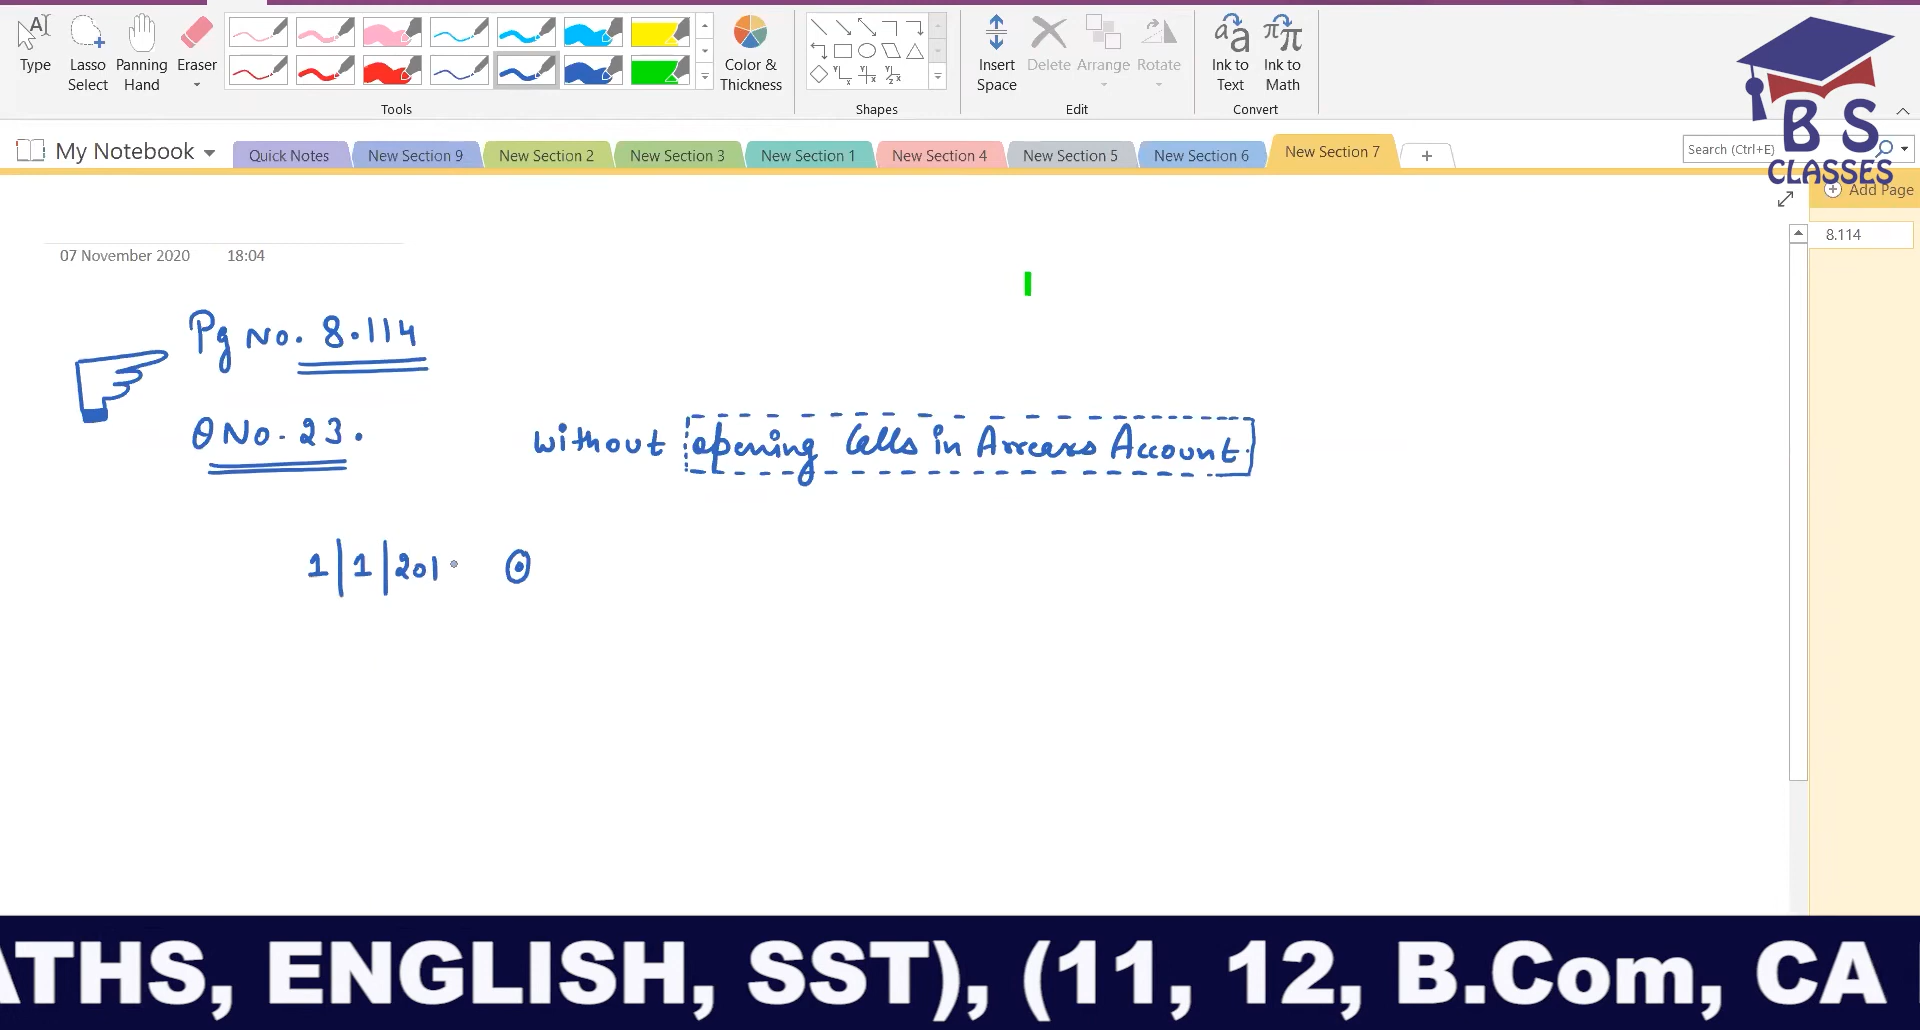 Type
Lasso Select
Panning Hand
Eraser
Color & Thickness
Insert Space
Delete
Arrange
Rotate
Ink to Text
Ink to Math
Tools
Shapes
Edit
Convert
B S
CLASSES
My Notebook
Quick Notes
New Section 9
New Section 2
New Section 3
New Section 1
New Section 4
New Section 5
New Section 6
New Section 7
Search (Ctrl+E)
Add Page
8.114
07 November 2020 18:04
Pg No. 8.114
Q No. 23.
without opening Calls in Arrears Account.
1|1|201
ATHS, ENGLISH, SST), (11, 12, B.Com, CA